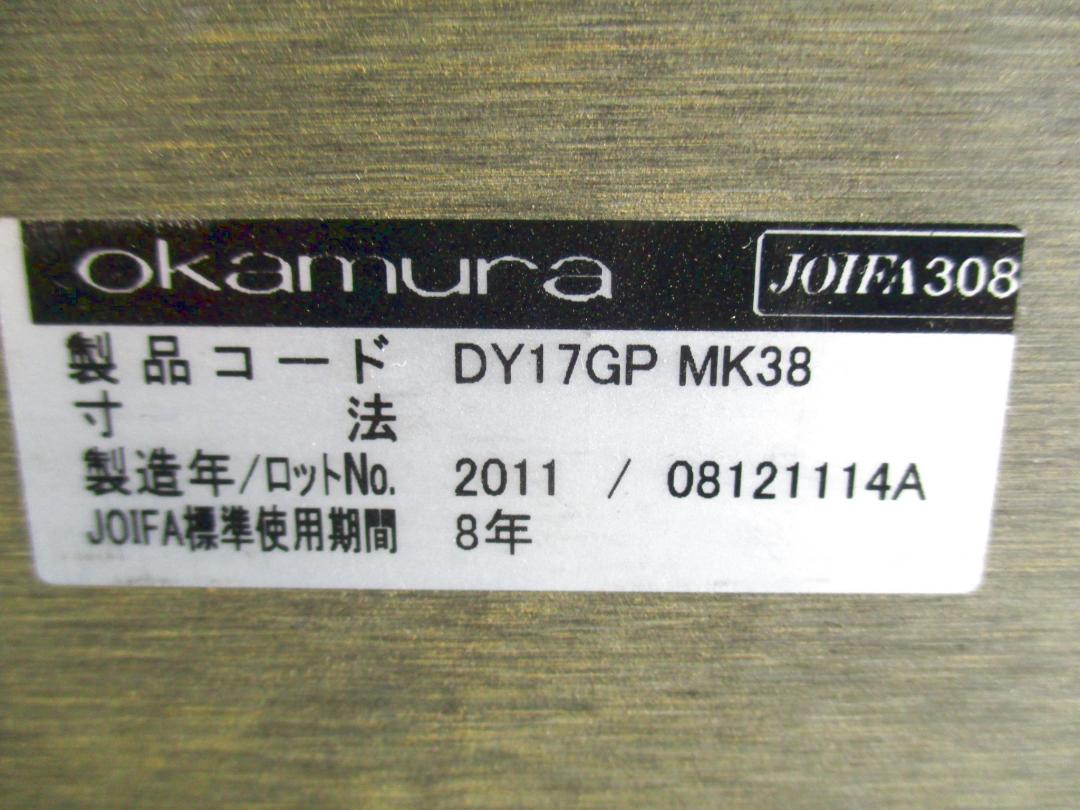 okamura JOIFA308
製品コード DY17GP MK38
寸法
製造年/ロットNo. 2011 / 08121114A
JOIFA標準使用期間 8年